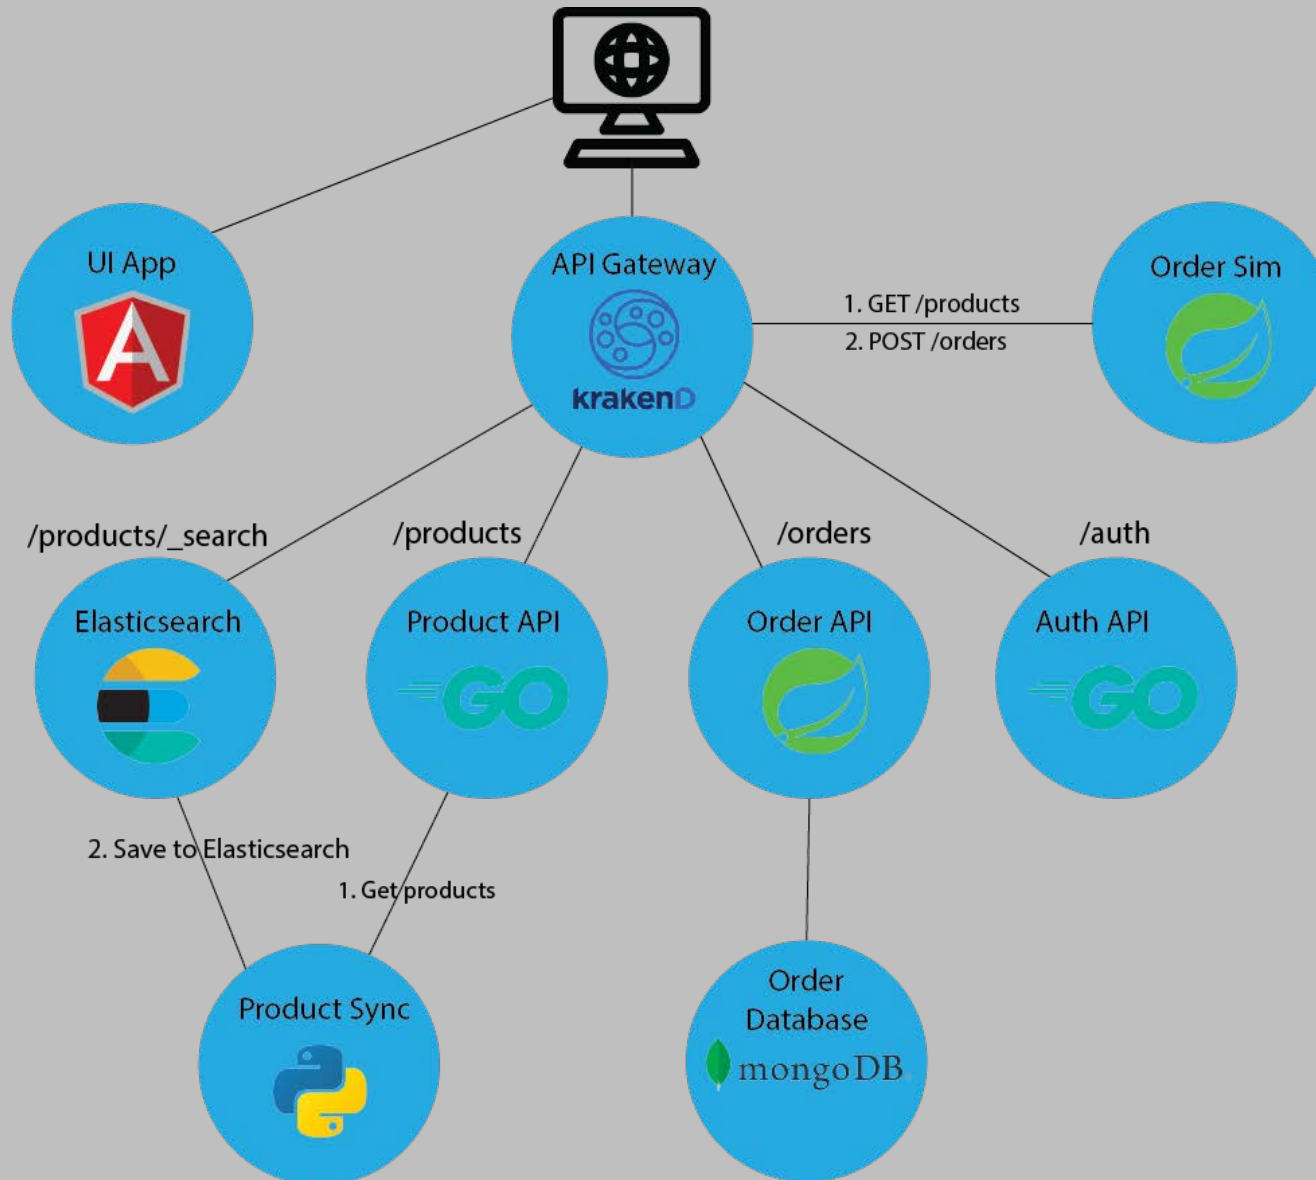 UI App
API Gateway
krakenD
1. GET /products
2. POST /orders
Order Sim
/products/_search
/products
/orders
/auth
Elasticsearch
Product API
GO
Order API
Auth API
GO
2. Save to Elasticsearch
1. Get products
Product Sync
Order
Database
mongoDB